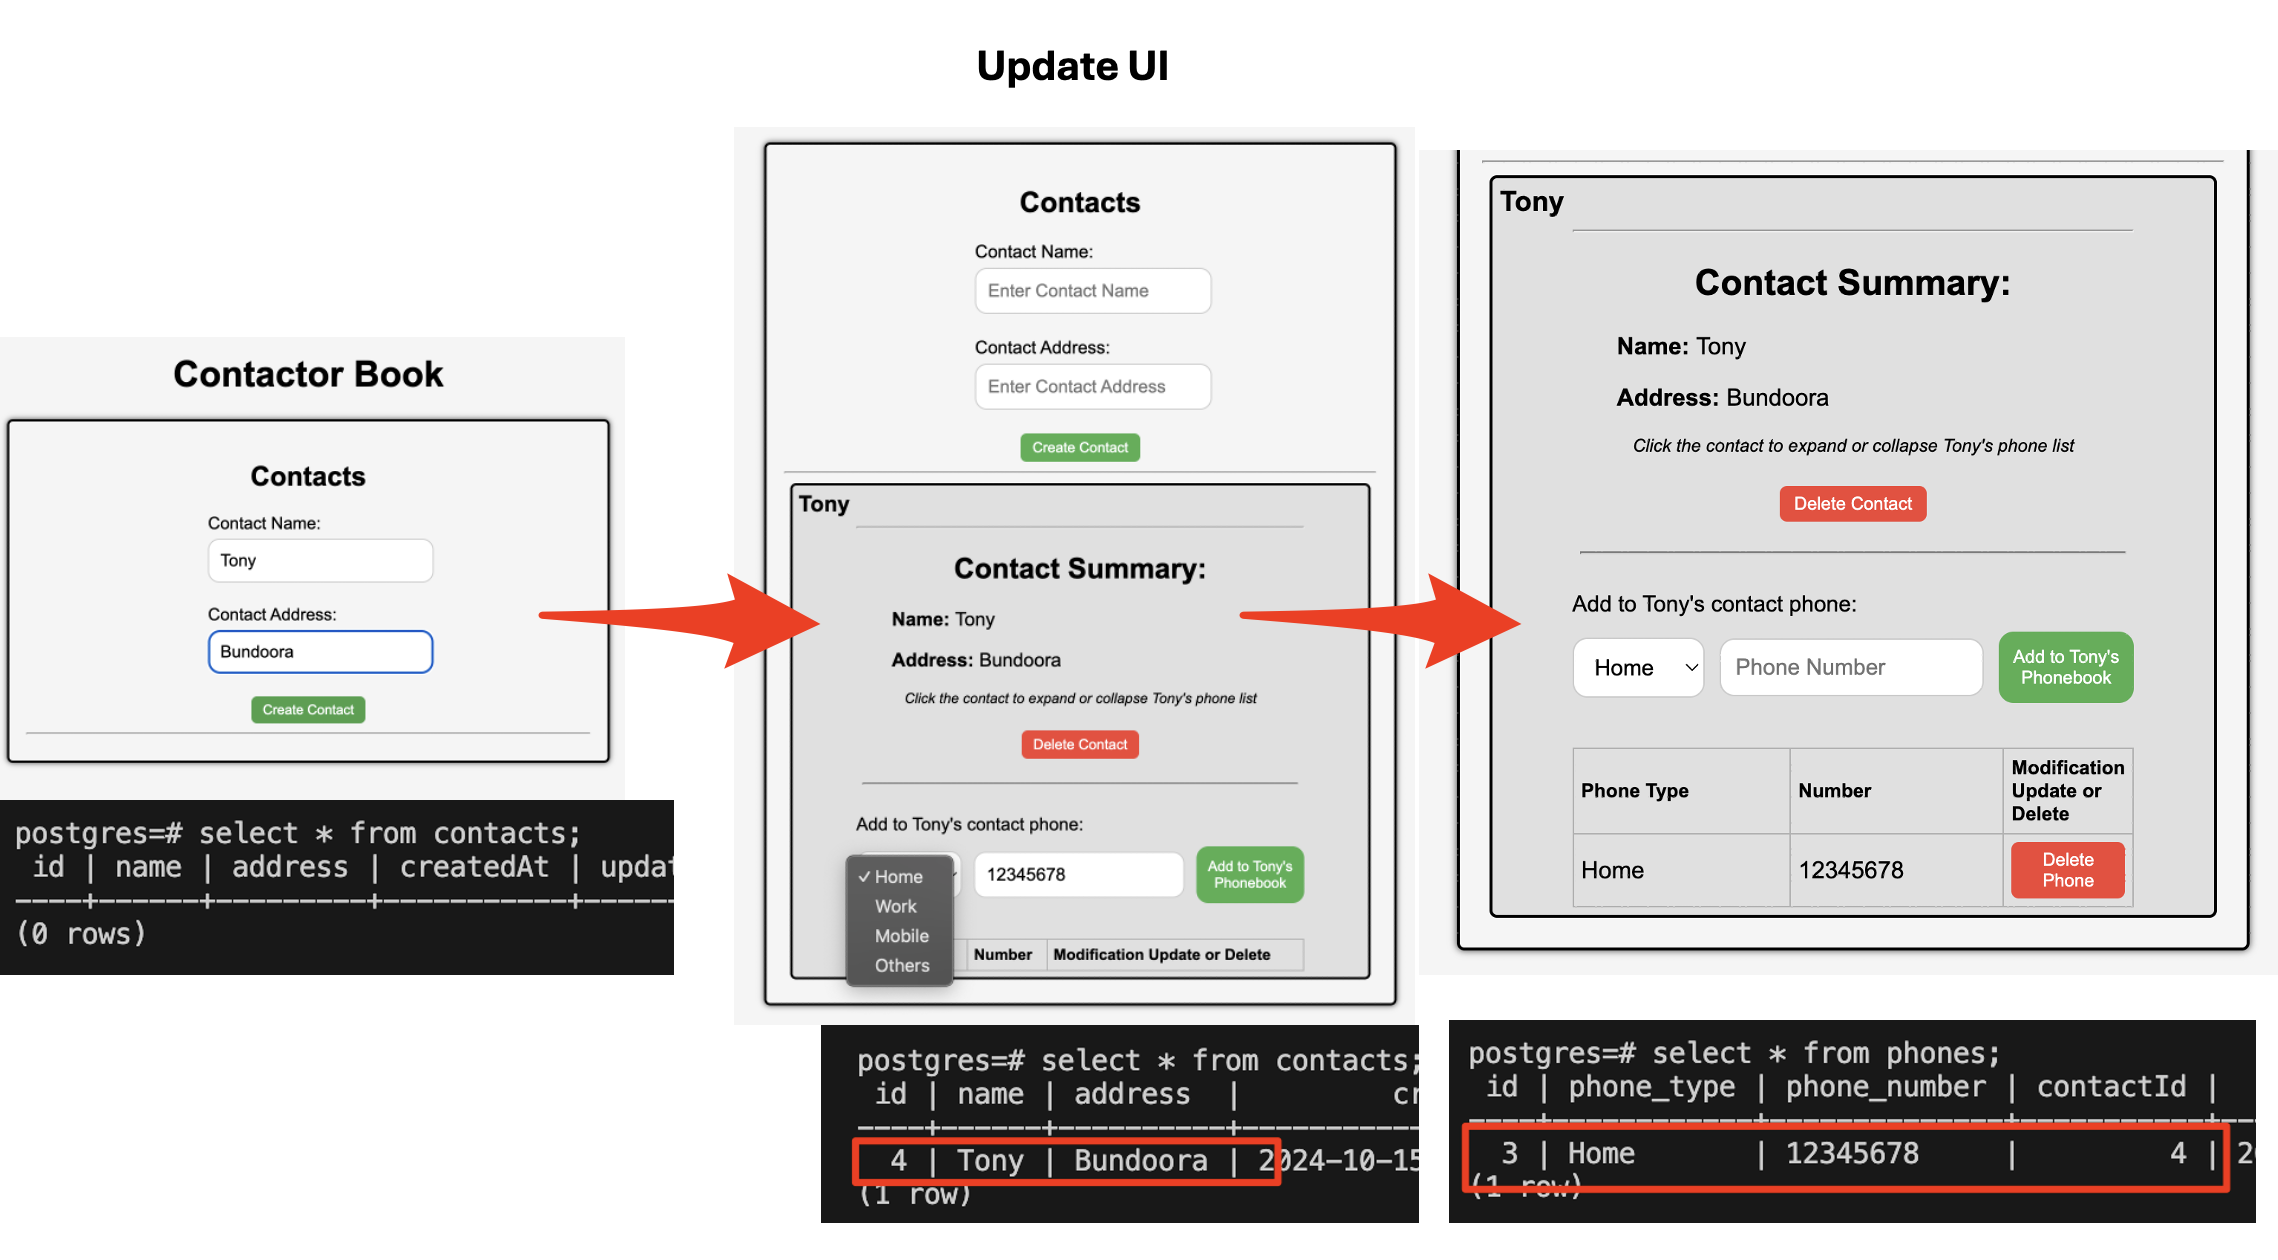 Update UI
Contactor Book
Contacts
Contact Name:
Tony
Contact Address:
Bundoora
Create Contact
postgres=# select * from contacts;
id | name | address | createdAt | updat
----+------+---------+-----------+------
(0 rows)
Contacts
Contact Name:
Enter Contact Name
Contact Address:
Enter Contact Address
Create Contact
Tony
Contact Summary:
Name: Tony
Address: Bundoora
Click the contact to expand or collapse Tony's phone list
Delete Contact
Add to Tony's contact phone:
✓ Home
Work
Mobile
Others
12345678
Add to Tony's
Phonebook
Number
Modification Update or Delete
postgres=# select * from contacts;
id | name | address | cr
----+------+----------+-----------
4 | Tony | Bundoora | 2024-10-15
(1 row)
Tony
Contact Summary:
Name: Tony
Address: Bundoora
Click the contact to expand or collapse Tony's phone list
Delete Contact
Add to Tony's contact phone:
Home
Phone Number
Add to Tony's
Phonebook
Phone Type
Number
Modification
Update or
Delete
Home
12345678
Delete
Phone
postgres=# select * from phones;
id | phone_type | phone_number | contactId |
----+------------+--------------+-----------+--
3 | Home | 12345678 | 4 | 2
(1 row)